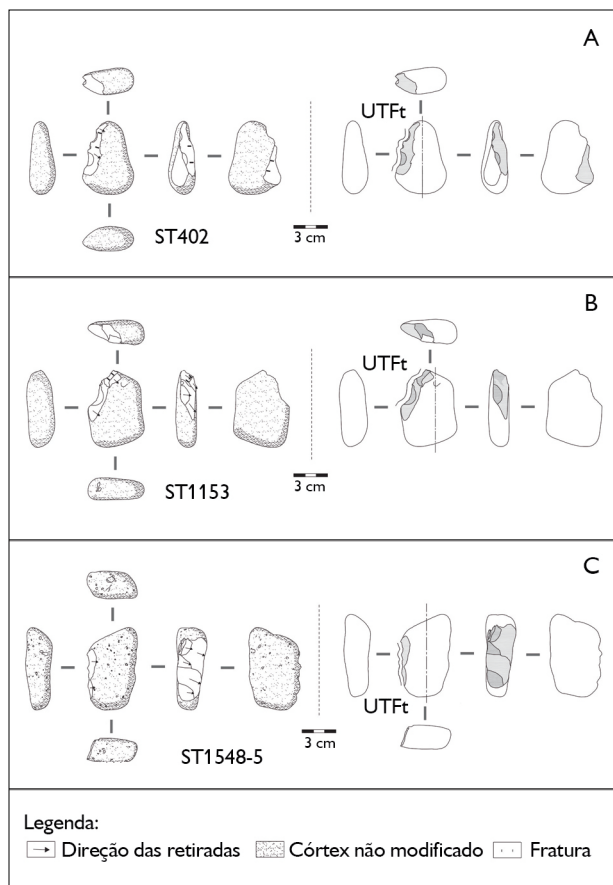 A
UTFt
3 cm
ST402
B
UTFt
3 cm
ST1153
C
UTFt
3 cm
ST1548-5
Legenda:
Direção das retiradas Córtex não modificado Fratura